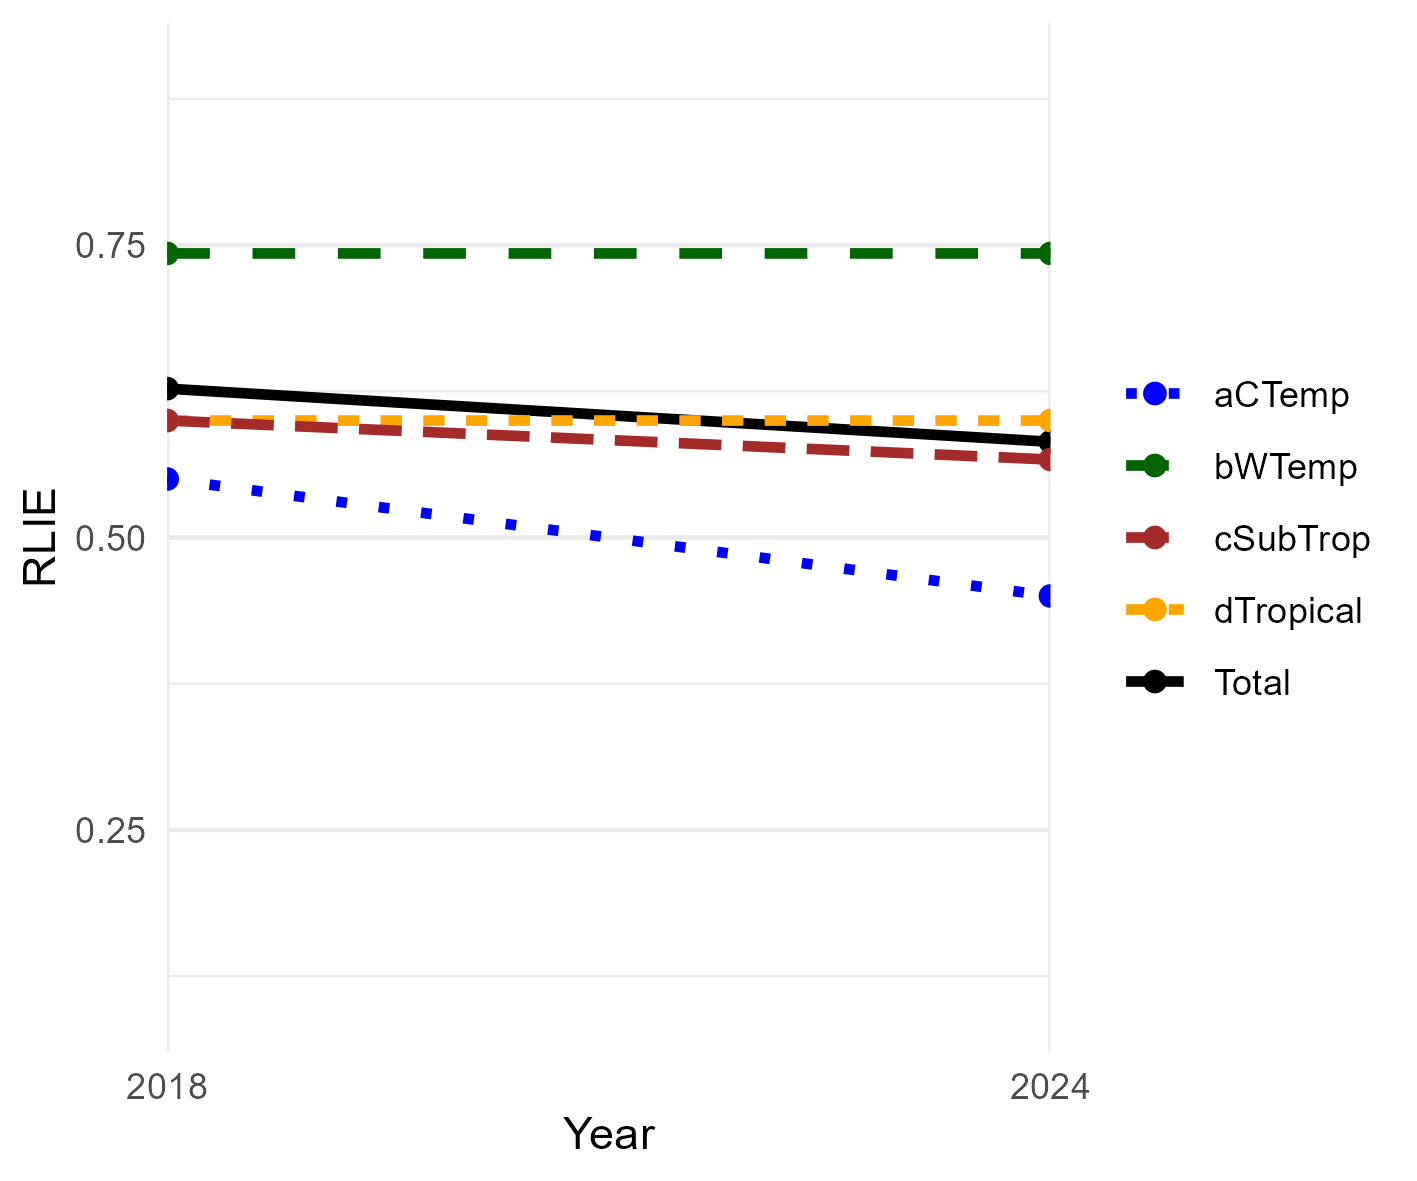 0.75
0.50
0.25
RLIE
2018
2024
Year
aCTemp
bWTemp
cSubTrop
dTropical
Total